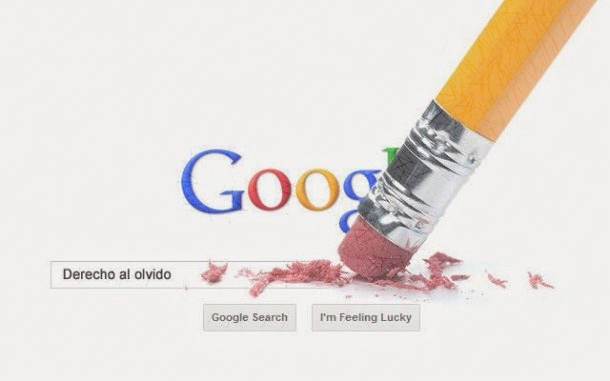 Goog
Derecho al olvido
Google Search
I'm Feeling Lucky